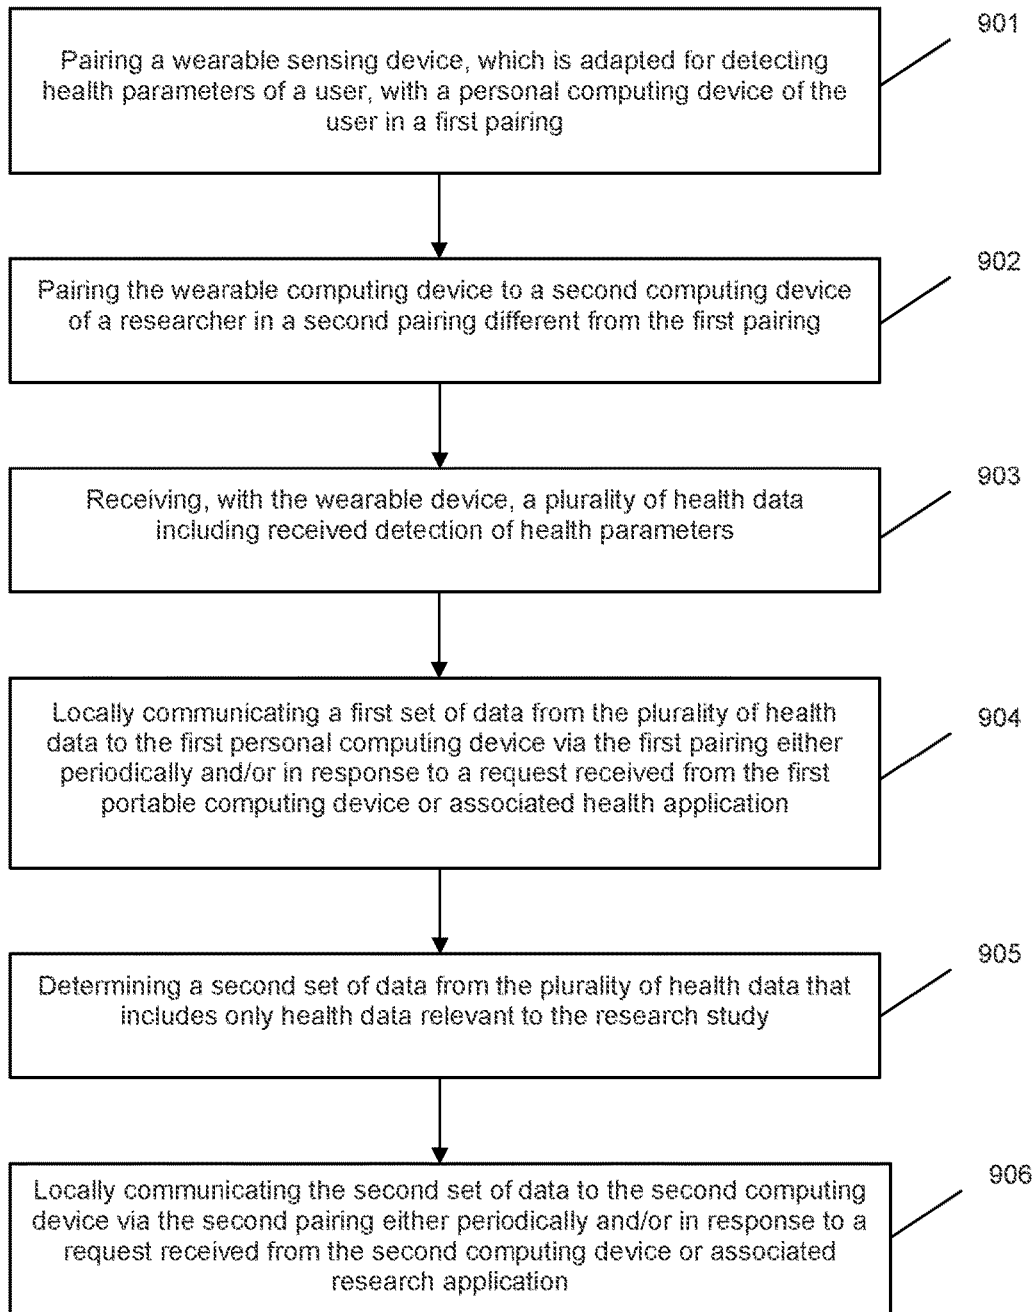 901
Pairing a wearable sensing device, which is adapted for detecting
health parameters of a user, with a personal computing device of the
user in a first pairing
902
Pairing the wearable computing device to a second computing device
of a researcher in a second pairing different from the first pairing
903
Receiving, with the wearable device, a plurality of health data
including received detection of health parameters
904
Locally communicating a first set of data from the plurality of health
data to the first personal computing device via the first pairing either
periodically and/or in response to a request received from the first
portable computing device or associated health application
905
Determining a second set of data from the plurality of health data that
includes only health data relevant to the research study
906
Locally communicating the second set of data to the second computing
device via the second pairing either periodically and/or in response to a
request received from the second computing device or associated
research application